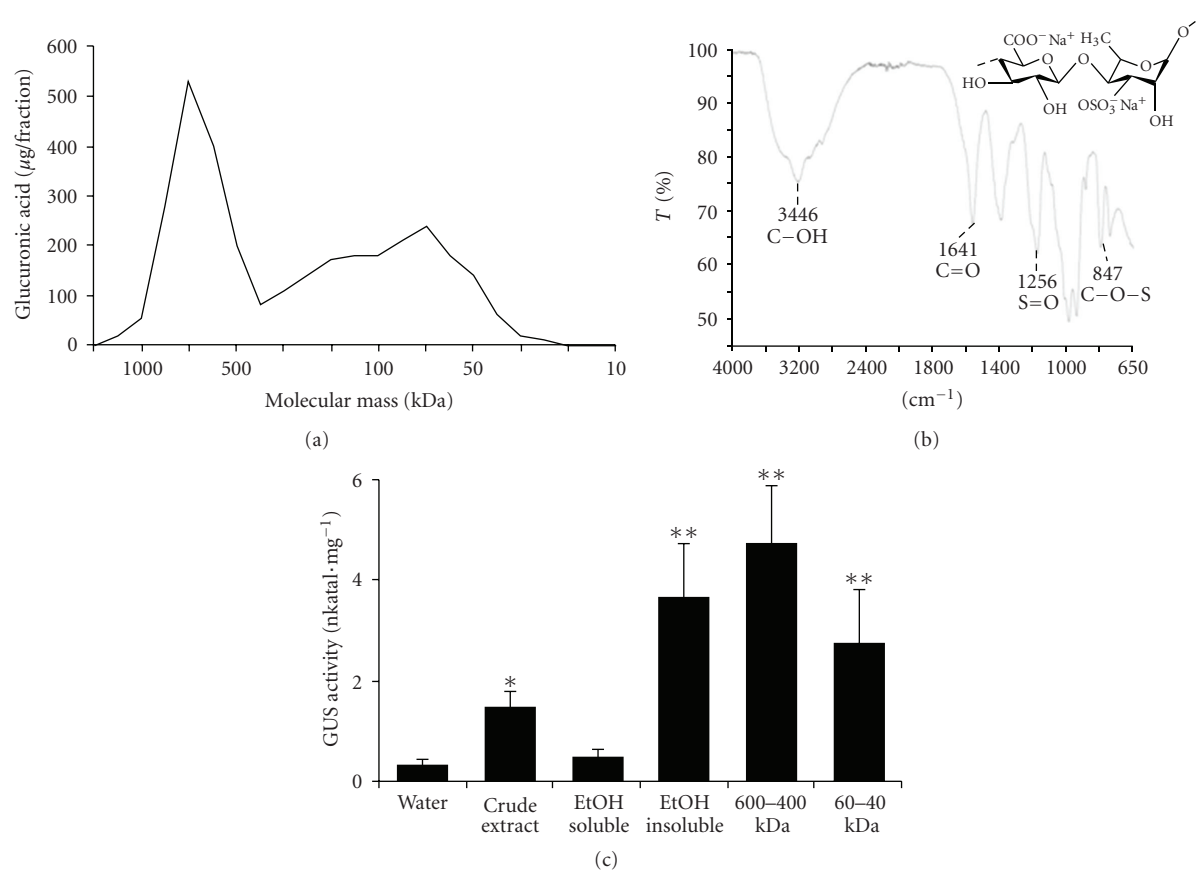 600
500
400
300
200
100
0
Glucuronic acid (μg/fraction)
1000 500 100 50 10
Molecular mass (kDa)
(a)
100
90
80
70
60
50
T (%)
COO⁻Na⁺
H₃C
O
O
O
O
HO
OH
OSO₃⁻Na⁺
OH
3446
C−OH
1641
C=O
1256
S=O
847
C−O−S
4000 3200 2400 1800 1400 1000 650
(cm⁻¹)
(b)
6
4
2
0
GUS activity (nkatal·mg⁻¹)
*
**
**
**
Water
Crude
extract
EtOH
soluble
EtOH
insoluble
600–400
kDa
60–40
kDa
(c)